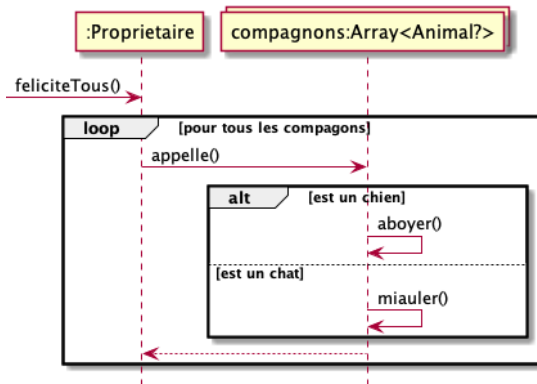 :Proprietaire
compagnons:Array<Animal?>
feliciteTous()
loop
[pour tous les compagons]
appelle()
alt
[est un chien]
aboyer()
[est un chat]
miauler()